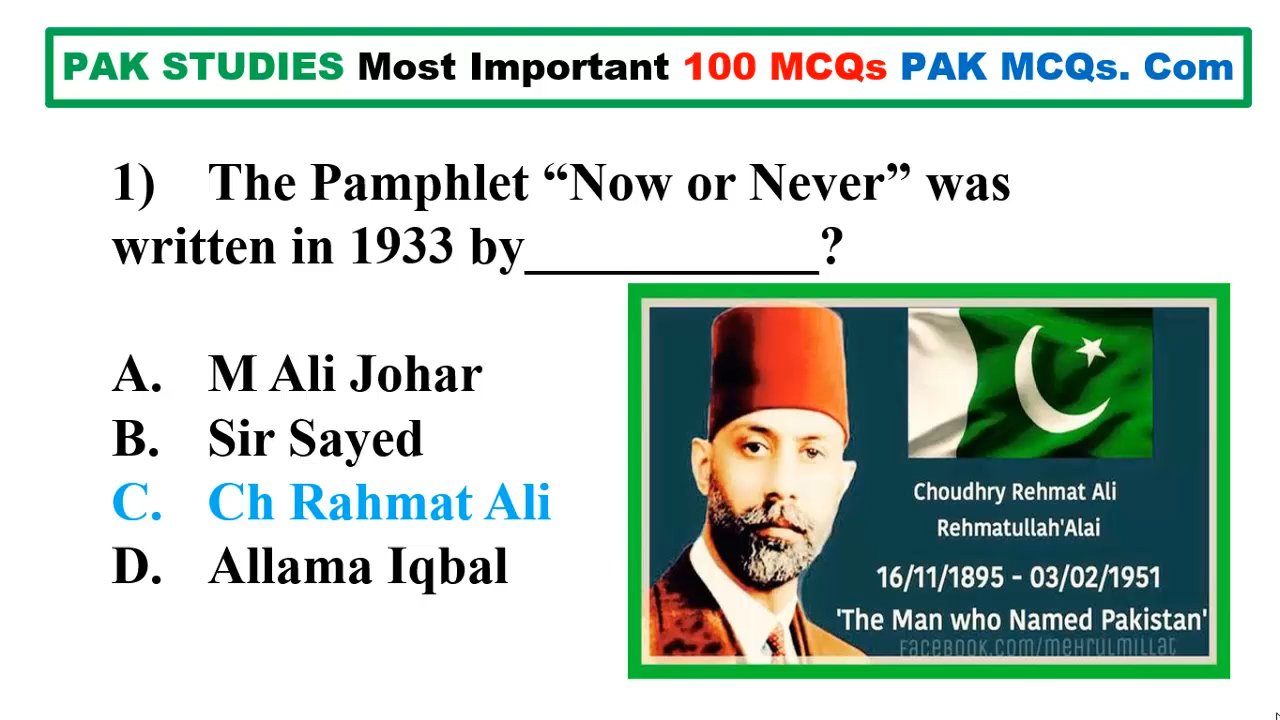 PAK STUDIES Most Important 100 MCQs PAK MCQs. Com
1) The Pamphlet “Now or Never” was
written in 1933 by___________?
A. M Ali Johar
B. Sir Sayed
C. Ch Rahmat Ali
D. Allama Iqbal
Choudhry Rehmat Ali
Rehmatullah'Alai
16/11/1895 - 03/02/1951
'The Man who Named Pakistan'
FACEBOOK.COM/MEHRULMILLAT